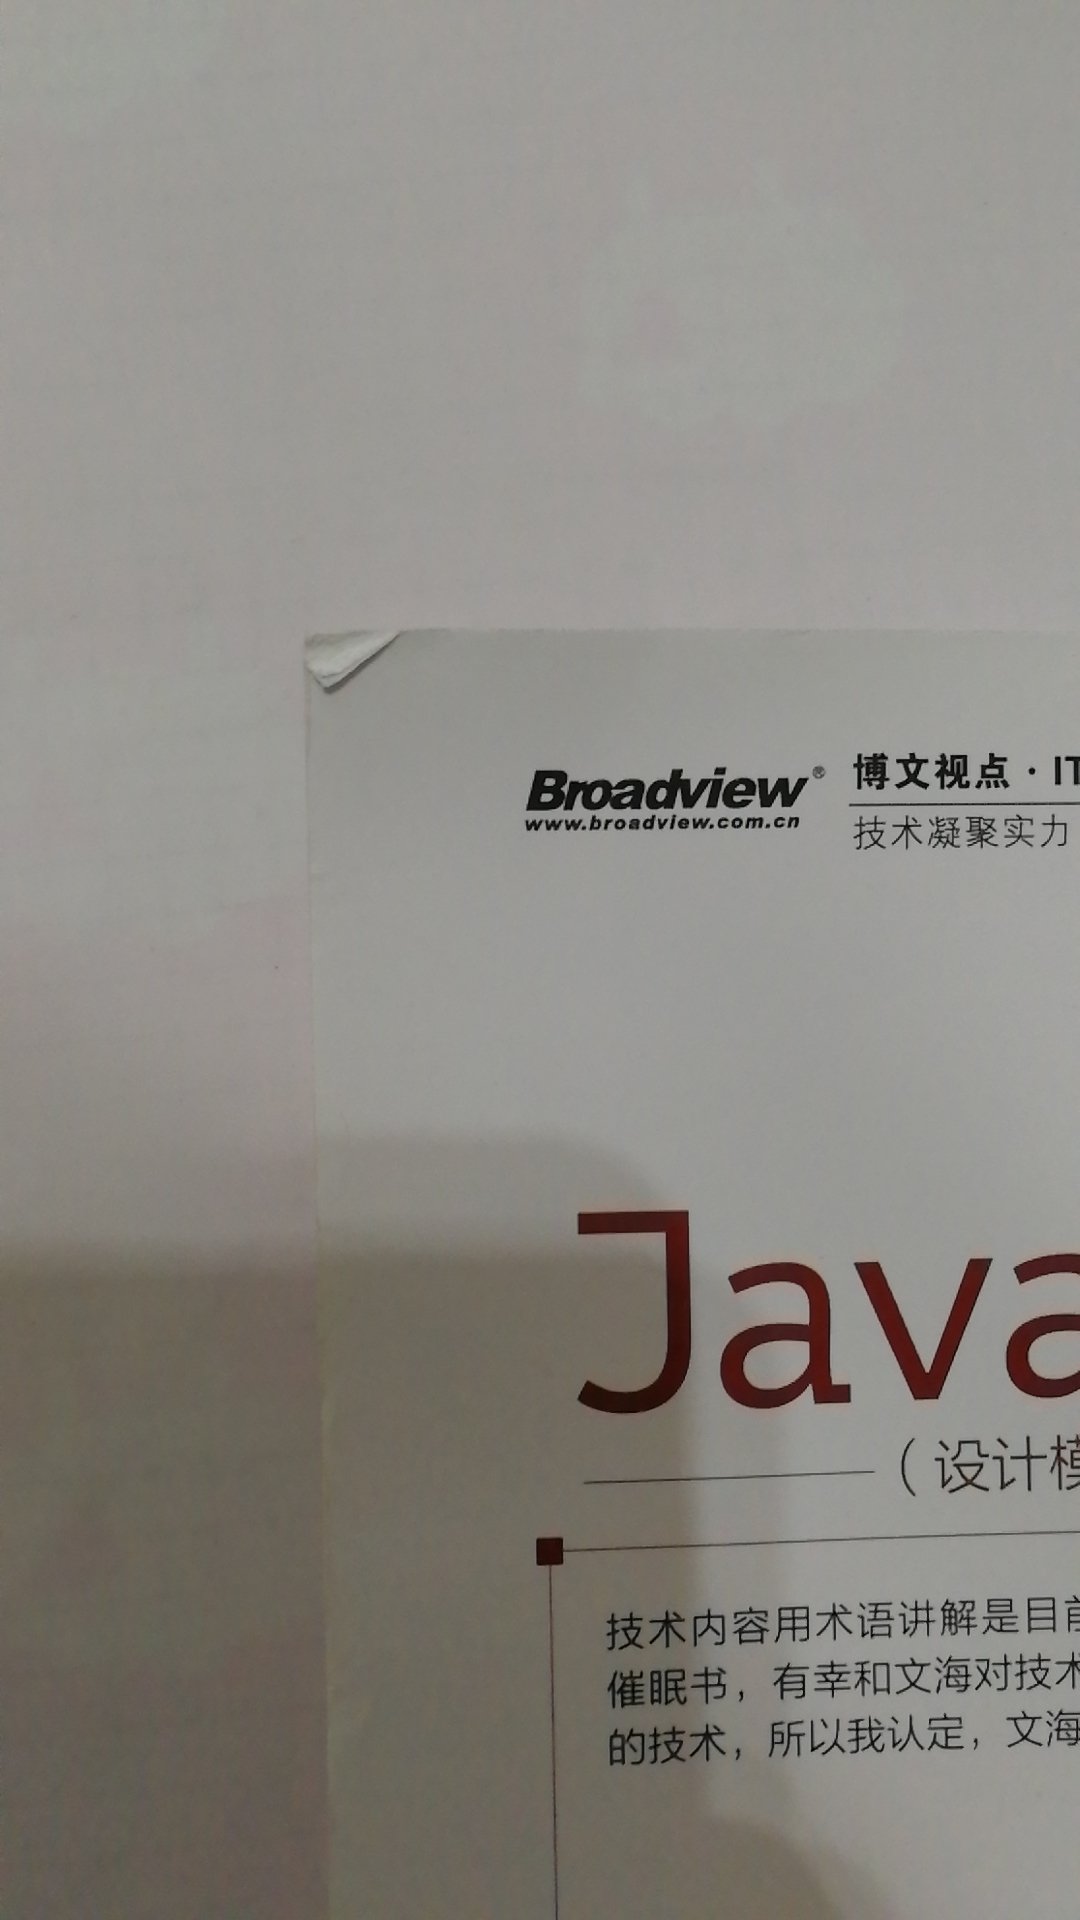 Broadview® 博文视点·IT
www.broadview.com.cn 技术凝聚实力
Java
(设计模
技术内容用术语讲解是目前
催眠书，有幸和文海对技术
的技术，所以我认定，文海